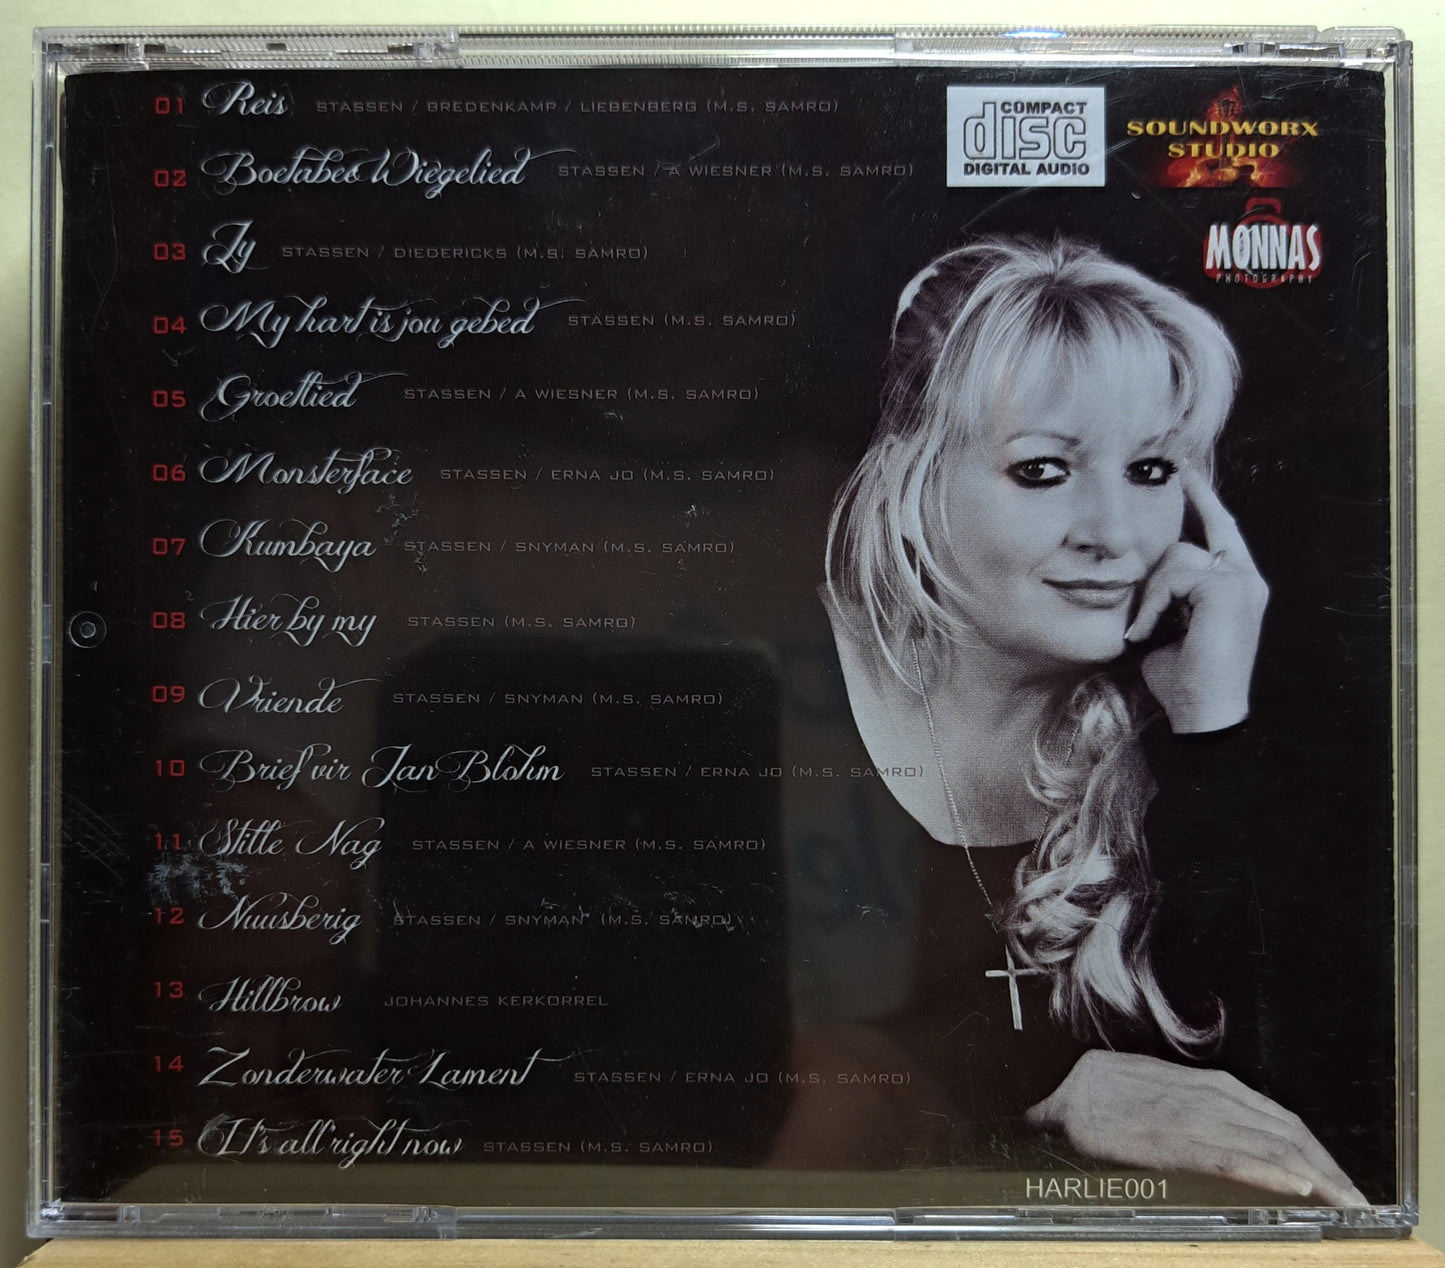 01 Reis STASSEN / BREDENKAMP / LIEBENBERG (M.S. SAMRO)
02 Boetabee Wiegelied STASSEN / A WIESNER (M.S. SAMRO)
03 Jy STASSEN / DIEDERICKS (M.S. SAMRO)
04 My hart is jou gebed STASSEN (M.S. SAMRO)
05 Groetlied STASSEN / A WIESNER (M.S. SAMRO)
06 Monsterface STASSEN / ERNA JO (M.S. SAMRO)
07 Kumbaya STASSEN / SNYMAN (M.S. SAMRO)
08 Hier by my STASSEN (M.S. SAMRO)
09 Vriende STASSEN / SNYMAN (M.S. SAMRO)
10 Brief vir Jan Blohm STASSEN / ERNA JO (M.S. SAMRO)
11 Stille Nag STASSEN / A WIESNER (M.S. SAMRO)
12 Nuusberig STASSEN / SNYMAN (M.S. SAMRO)
13 Hillbrow JOHANNES KERKORREL
14 Zonderwater Lament STASSEN / ERNA JO (M.S. SAMRO)
15 It's all right now STASSEN (M.S. SAMRO)
COMPACT
disc
DIGITAL AUDIO
SOUNDWORX
STUDIO
MONNAS
PHOTOGRAPHY
HARLIE001